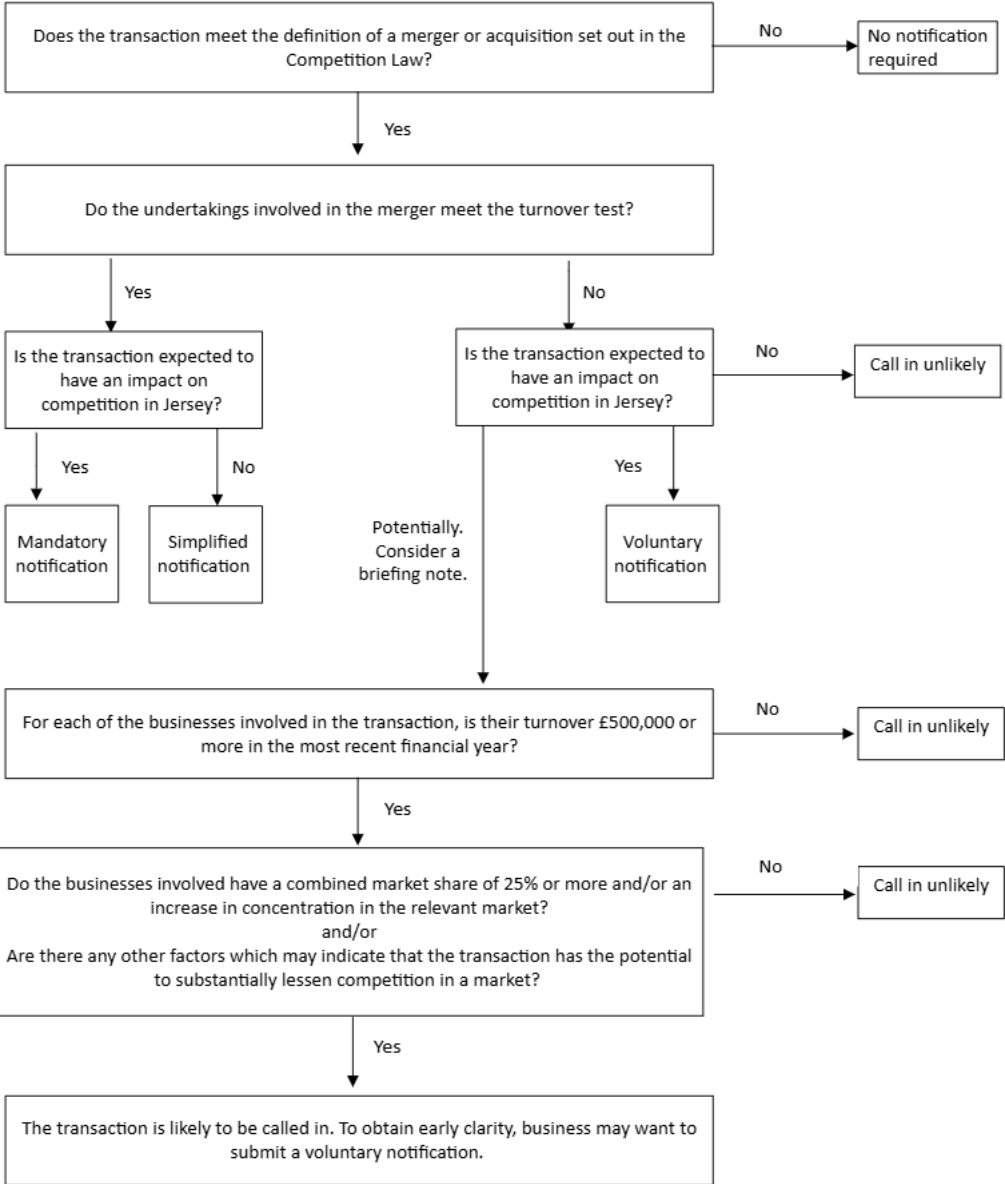 Does the transaction meet the definition of a merger or acquisition set out in the
Competition Law?
No
No notification
required
Yes
Do the undertakings involved in the merger meet the turnover test?
Yes
No
Is the transaction expected to
have an impact on
competition in Jersey?
Is the transaction expected to
have an impact on
competition in Jersey?
No
Call in unlikely
Yes
No
Yes
Mandatory
notification
Simplified
notification
Potentially.
Consider a
briefing note.
Voluntary
notification
For each of the businesses involved in the transaction, is their turnover £500,000 or
more in the most recent financial year?
No
Call in unlikely
Yes
Do the businesses involved have a combined market share of 25% or more and/or an
increase in concentration in the relevant market?
and/or
Are there any other factors which may indicate that the transaction has the potential
to substantially lessen competition in a market?
No
Call in unlikely
Yes
The transaction is likely to be called in. To obtain early clarity, business may want to
submit a voluntary notification.